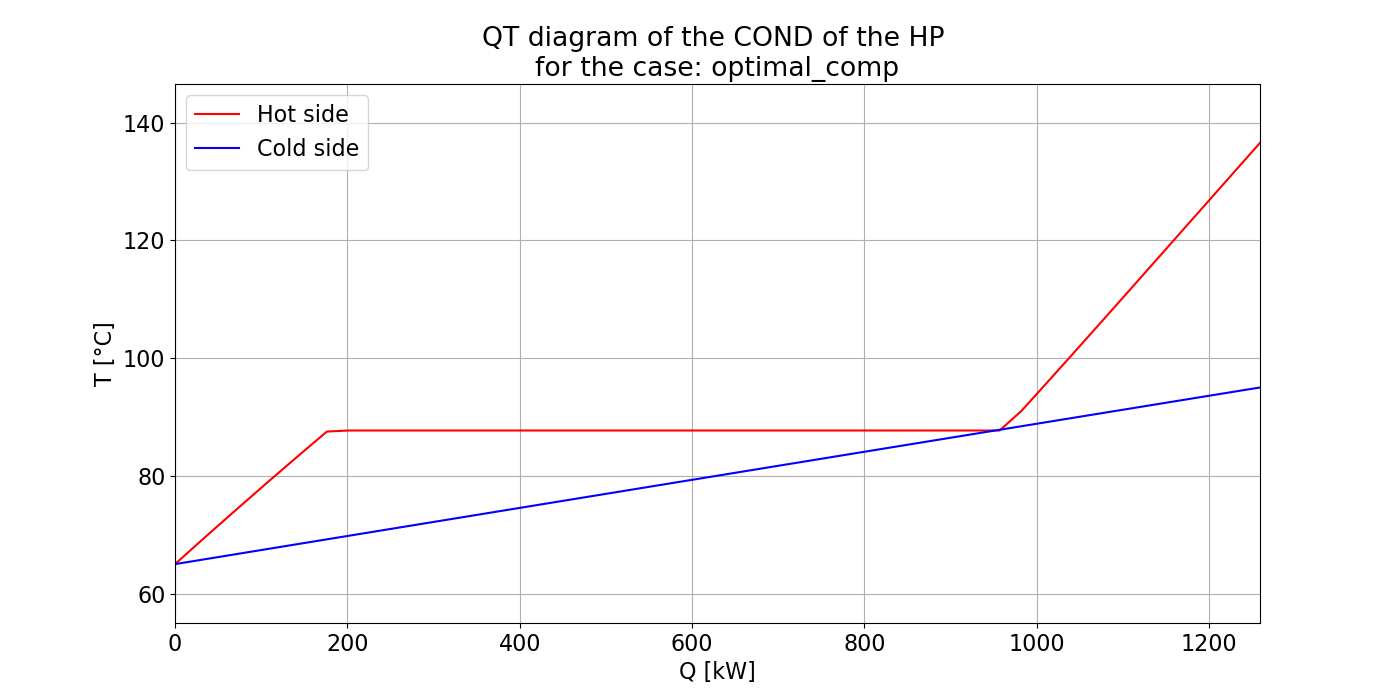 QT diagram of the COND of the HP
for the case: optimal_comp
Hot side
Cold side
T [°C]
140
120
100
80
60
0 200 400 600 800 1000 1200
Q [kW]